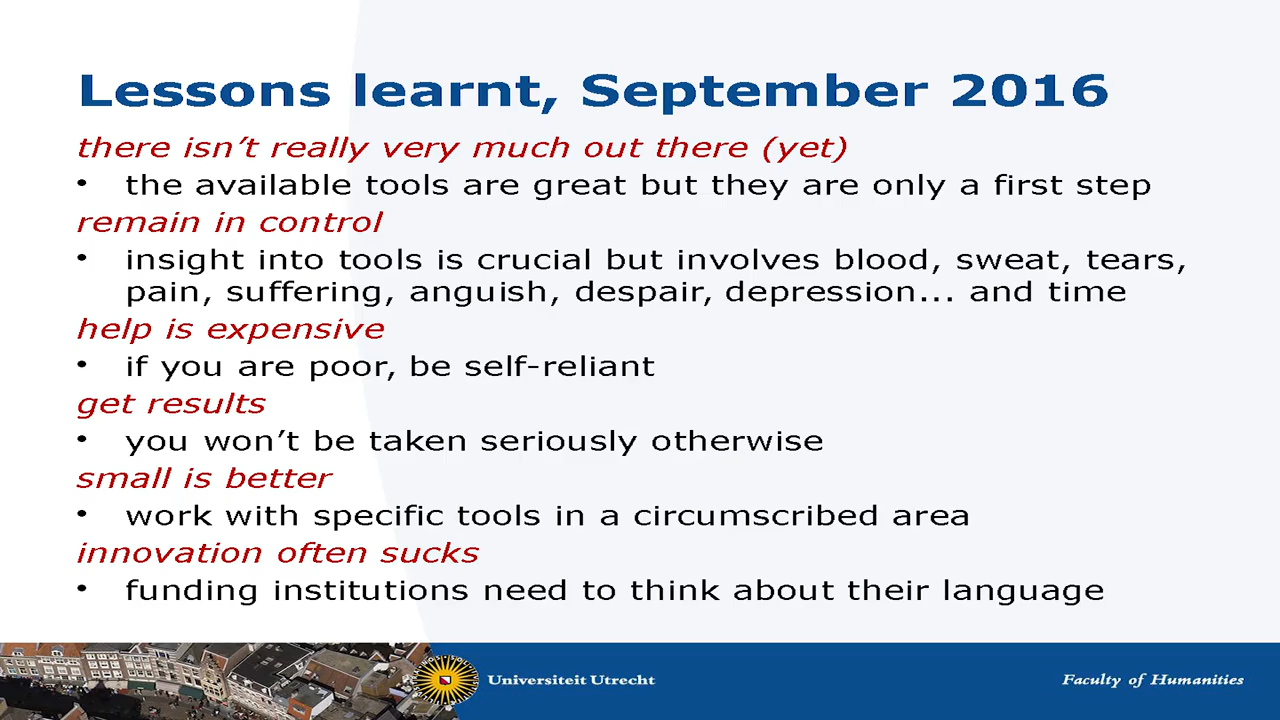 Lessons learnt, September 2016
there isn't really very much out there (yet)
• the available tools are great but they are only a first step
remain in control
• insight into tools is crucial but involves blood, sweat, tears,
pain, suffering, anguish, despair, depression... and time
help is expensive
• if you are poor, be self-reliant
get results
• you won't be taken seriously otherwise
small is better
• work with specific tools in a circumscribed area
innovation often sucks
• funding institutions need to think about their language
Universiteit Utrecht
Faculty of Humanities